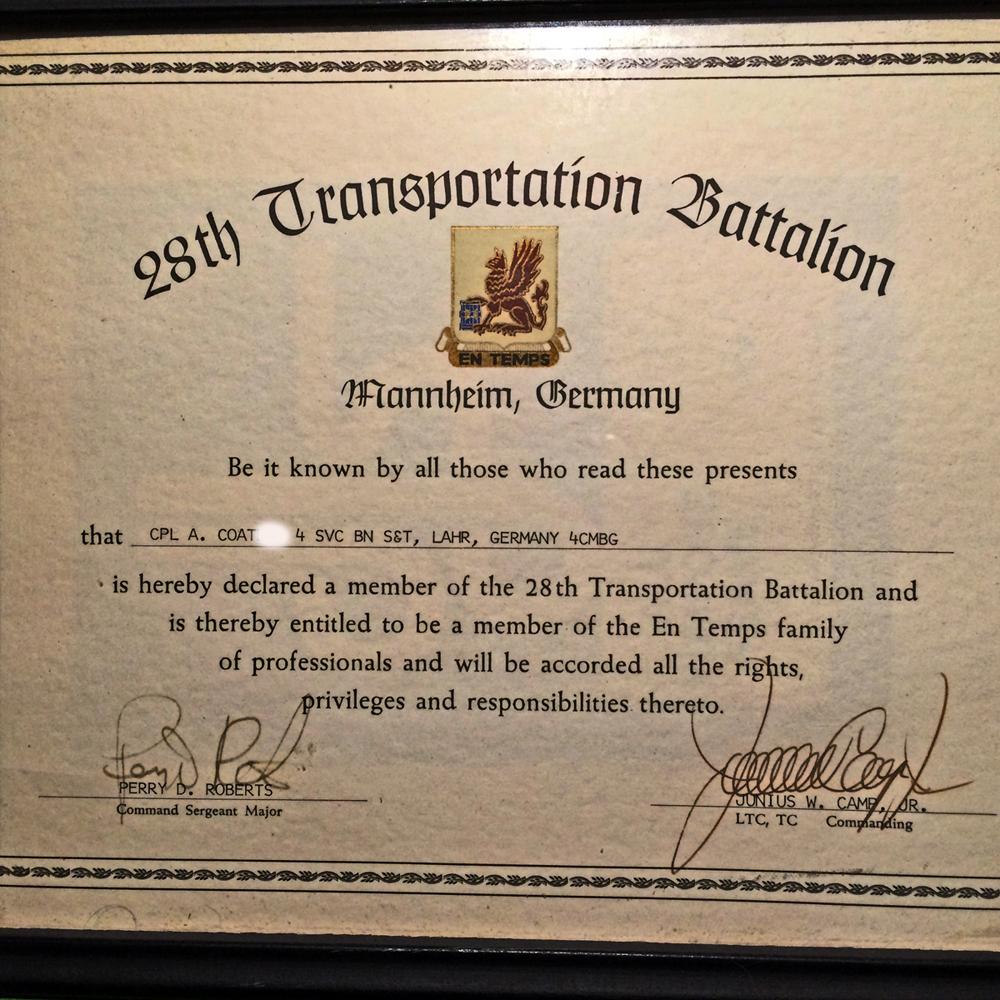 28th Transportation Battalion
EN TEMPS
Mannheim, Germany
Be it known by all those who read these presents
that CPL A. COAT 4 SVC BN S&T, LAHR, GERMANY 4CMBG
is hereby declared a member of the 28th Transportation Battalion and
is thereby entitled to be a member of the En Temps family
of professionals and will be accorded all the rights,
privileges and responsibilities thereto.
PERRY D. ROBERTS
Command Sergeant Major
JUNIUS W. CAMP, JR.
LTC, TC Commanding